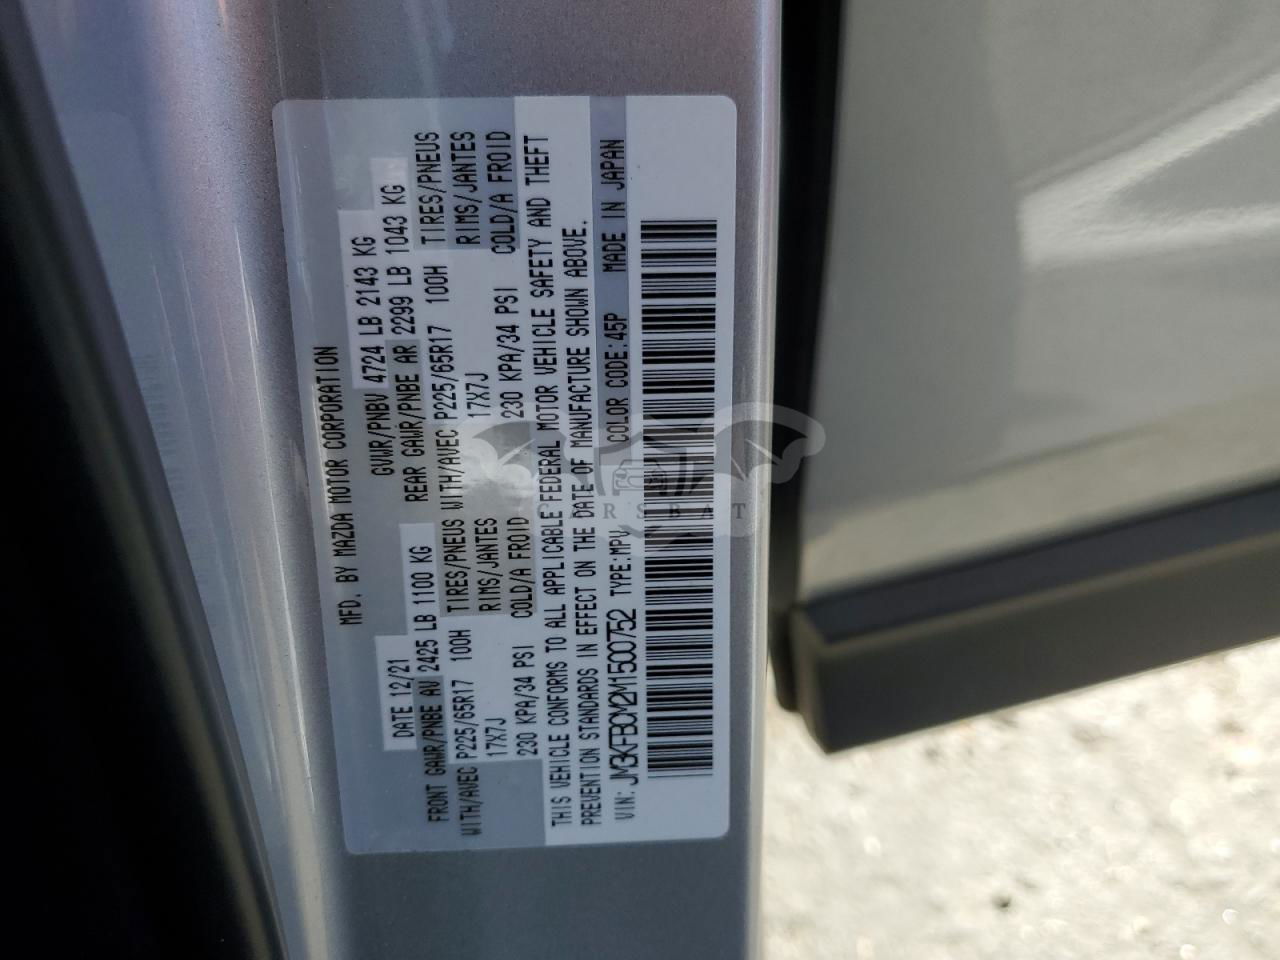 MFD. BY MAZDA MOTOR CORPORATION
DATE 12/21 GVWR/PNBV 4724 LB 2143 KG
FRONT GAWR/PNBE AV 2425 LB 1100 KG REAR GAWR/PNBE AR 2299 LB 1043 KG
WITH/AVEC P225/65R17 100H TIRES/PNEUS WITH/AVEC P225/65R17 100H TIRES/PNEUS
17X7J RIMS/JANTES 17X7J RIMS/JANTES
230 KPA/34 PSI COLD/A FROID 230 KPA/34 PSI COLD/A FROID
THIS VEHICLE CONFORMS TO ALL APPLICABLE FEDERAL MOTOR VEHICLE SAFETY AND THEFT
PREVENTION STANDARDS IN EFFECT ON THE DATE OF MANUFACTURE SHOWN ABOVE.
VIN: JM3KFBCM2M1500752 TYPE:MPV COLOR CODE:45P MADE IN JAPAN
CARSBAT